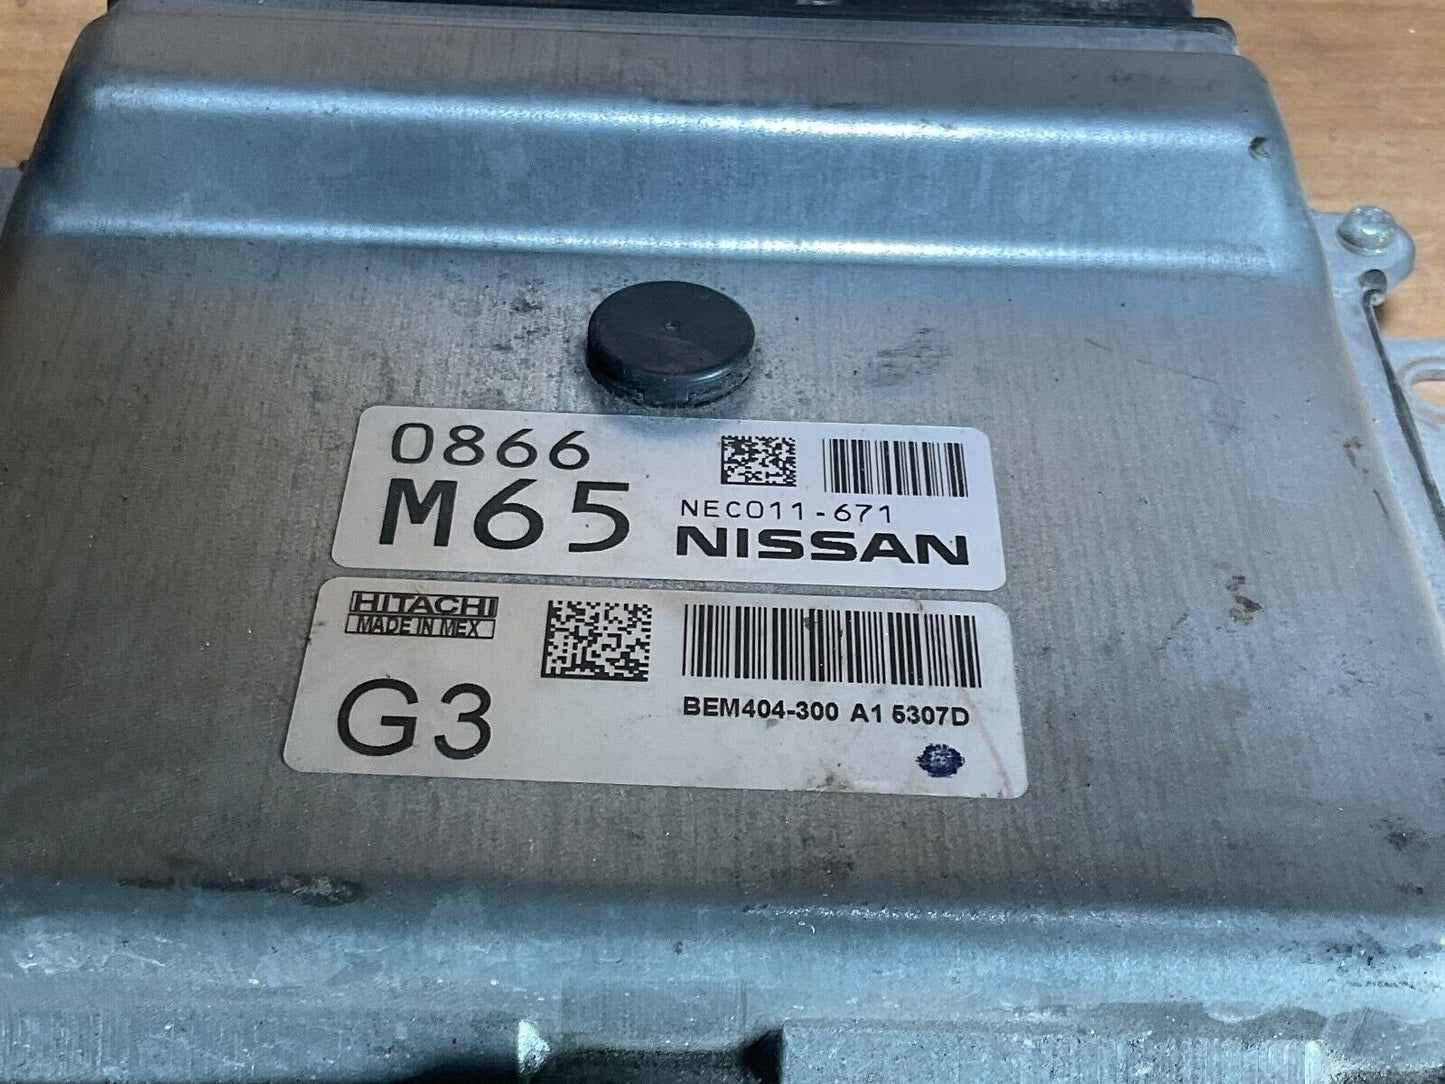 0866
M65
NEC011-671
NISSAN
HITACHI
MADE IN MEX
G3
BEM404-300 A1 5307D